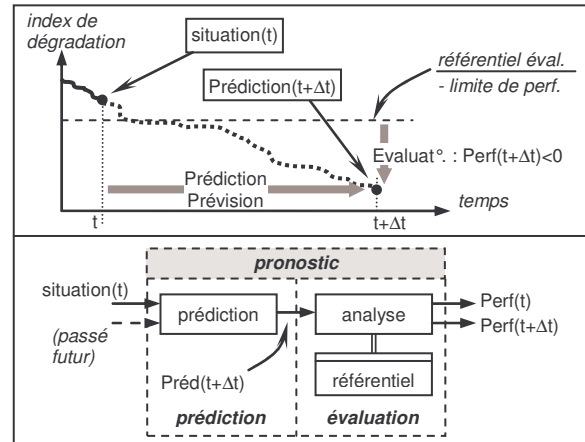 index de
dégradation
situation(t)
référentiel éval.
- limite de perf.
Prédiction(t+Δt)
Evaluat°. : Perf(t+Δt)<0
Prédiction
Prévision
temps
t
t+Δt
pronostic
situation(t)
(passé
futur)
prédiction
analyse
Perf(t)
Perf(t+Δt)
Préd(t+Δt)
référentiel
prédiction
évaluation